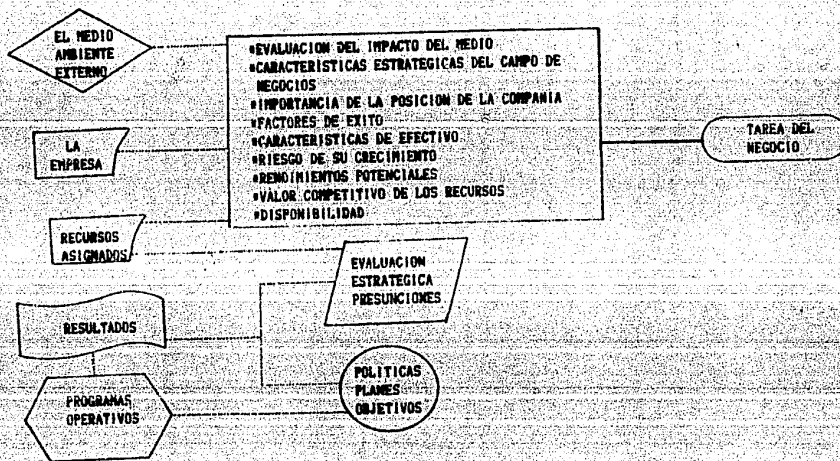 EL MEDIO
AMBIENTE
EXTERNO
*EVALUACION DEL IMPACTO DEL MEDIO
*CARACTERISTICAS ESTRATEGICAS DEL CAMPO DE
NEGOCIOS
*IMPORTANCIA DE LA POSICION DE LA COMPAÑIA
*FACTORES DE EXITO
*CARACTERISTICAS DE EFECTIVO
*RIESGO DE SU CRECIMIENTO
*RENDIMIENTOS POTENCIALES
*VALOR COMPETITIVO DE LOS RECURSOS
*DISPONIBILIDAD
LA
EMPRESA
TAREA DEL
NEGOCIO
RECURSOS
ASIGNADOS
EVALUACION
ESTRATEGICA
PRESUNCIONES
RESULTADOS
POLITICAS
PLANES
OBJETIVOS
PROGRAMAS
OPERATIVOS